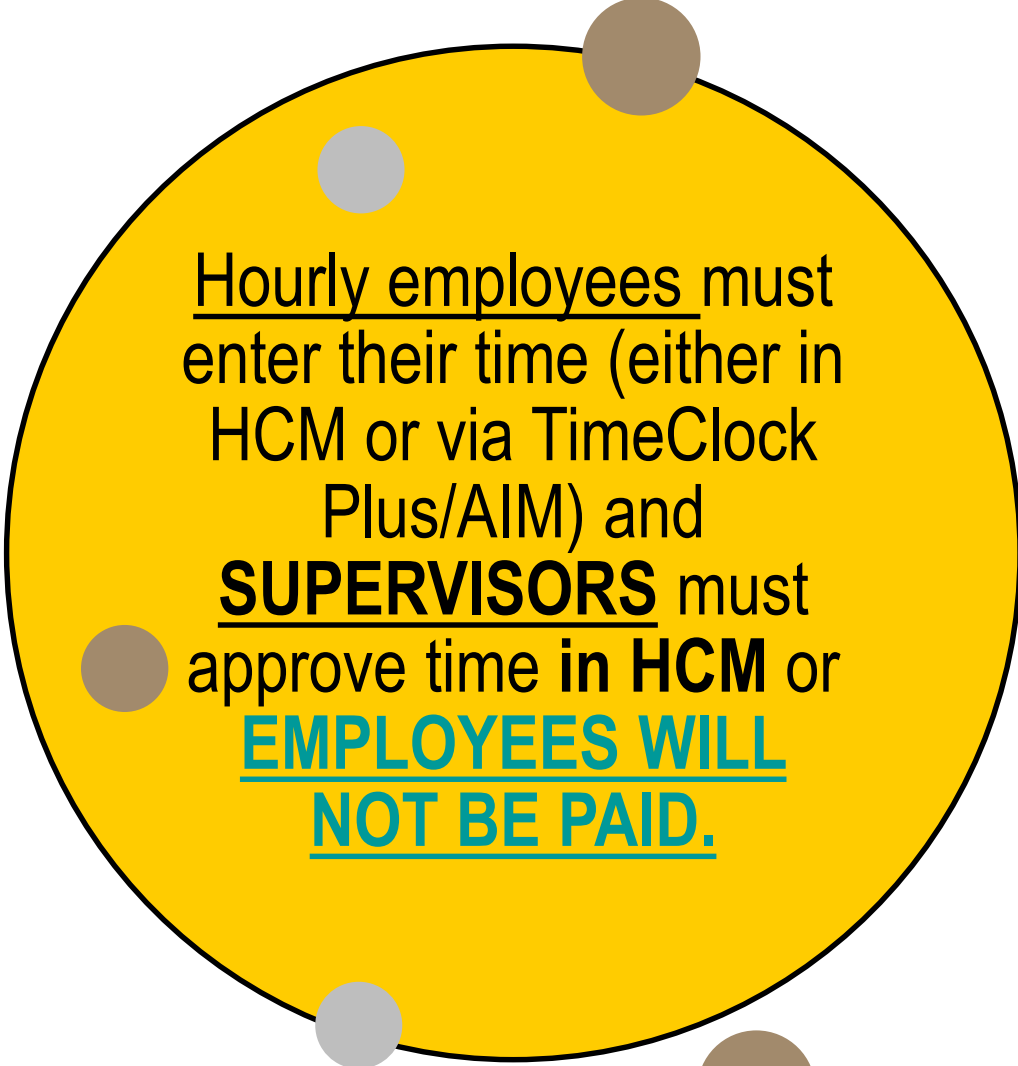 Hourly employees must
enter their time (either in
HCM or via TimeClock
Plus/AIM) and
SUPERVISORS must
approve time in HCM or
EMPLOYEES WILL
NOT BE PAID.